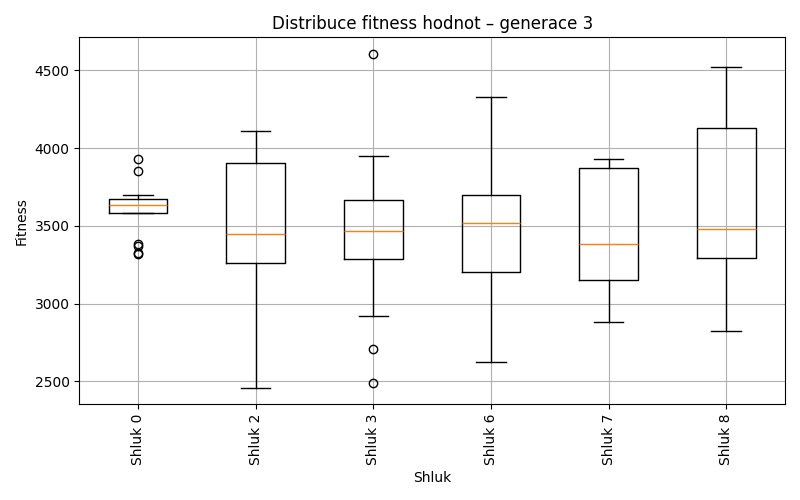 Distribuce fitness hodnot – generace 3
Fitness
4500
4000
3500
3000
2500
Shluk 0
Shluk 2
Shluk 3
Shluk 6
Shluk 7
Shluk 8
Shluk